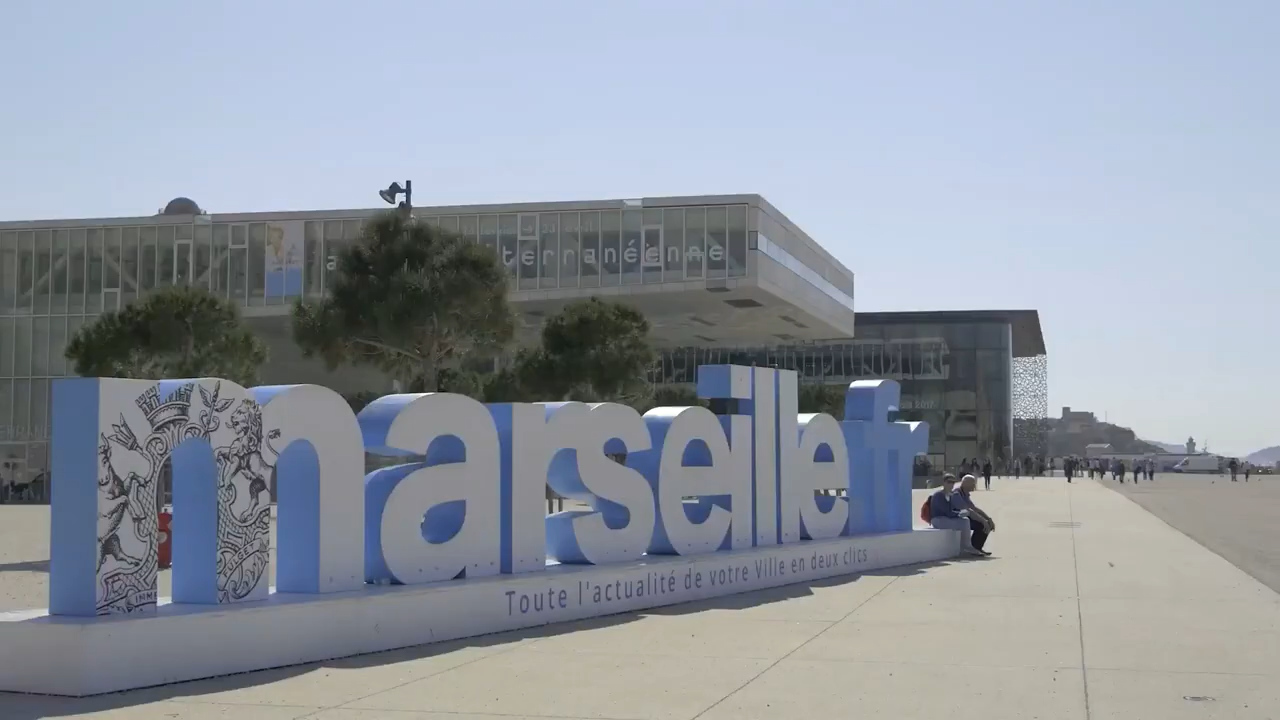 terranéenne
marseille.fr
Toute l'actualité de votre Ville en deux clics